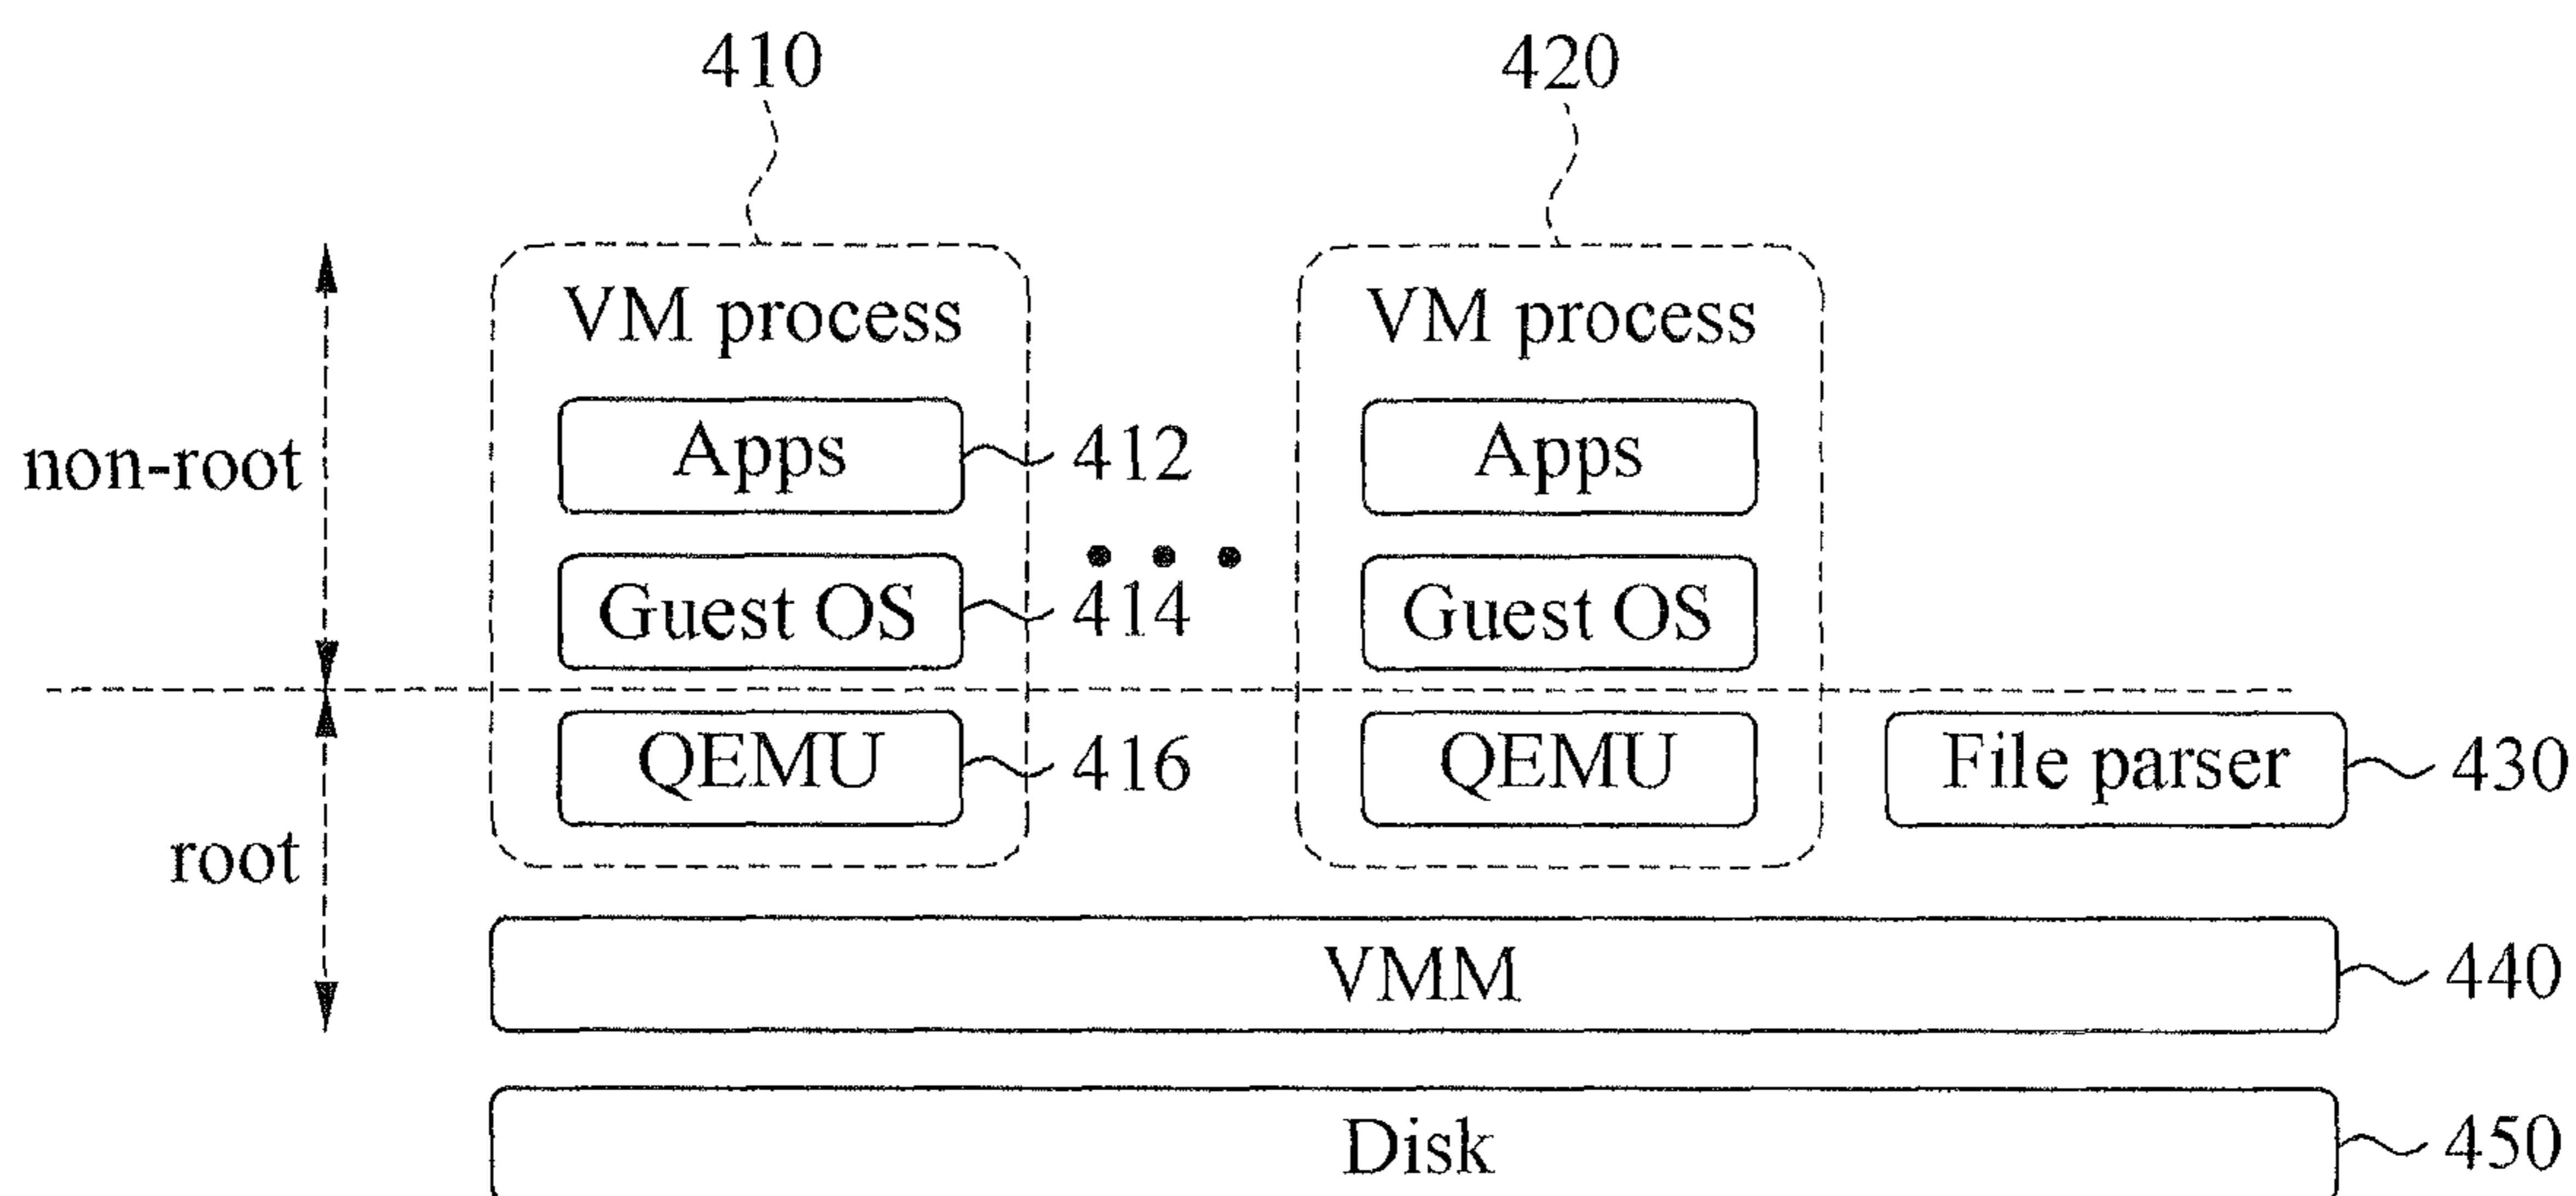 410 420
VM process VM process
Apps 412 Apps
non-root
Guest OS 414 Guest OS
QEMU 416 QEMU File parser 430
root
VMM 440
Disk 450